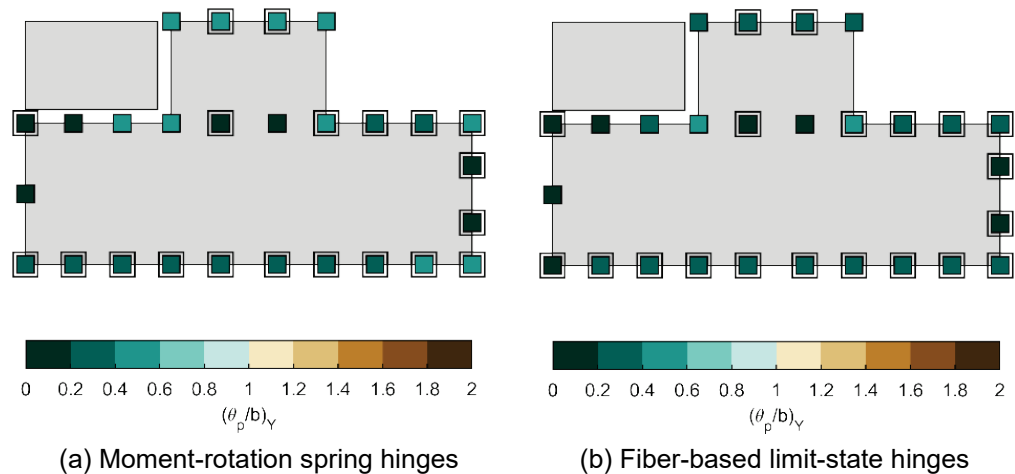 0 0.2 0.4 0.6 0.8 1 1.2 1.4 1.6 1.8 2
(θp/b)Y
(a) Moment-rotation spring hinges
0 0.2 0.4 0.6 0.8 1 1.2 1.4 1.6 1.8 2
(θp/b)Y
(b) Fiber-based limit-state hinges